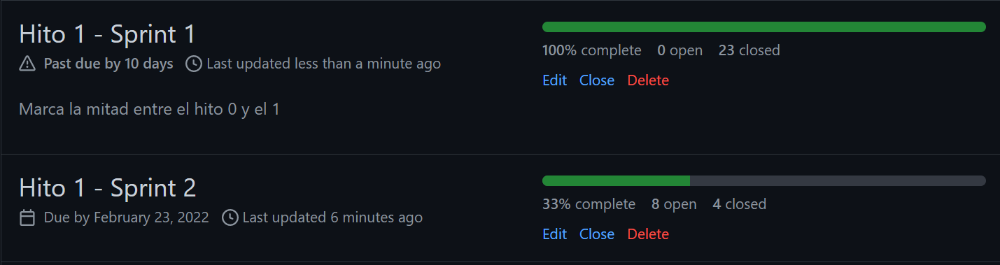 Hito 1 - Sprint 1
Past due by 10 days Last updated less than a minute ago
Marca la mitad entre el hito 0 y el 1
100% complete 0 open 23 closed
Edit Close Delete
Hito 1 - Sprint 2
Due by February 23, 2022 Last updated 6 minutes ago
33% complete 8 open 4 closed
Edit Close Delete